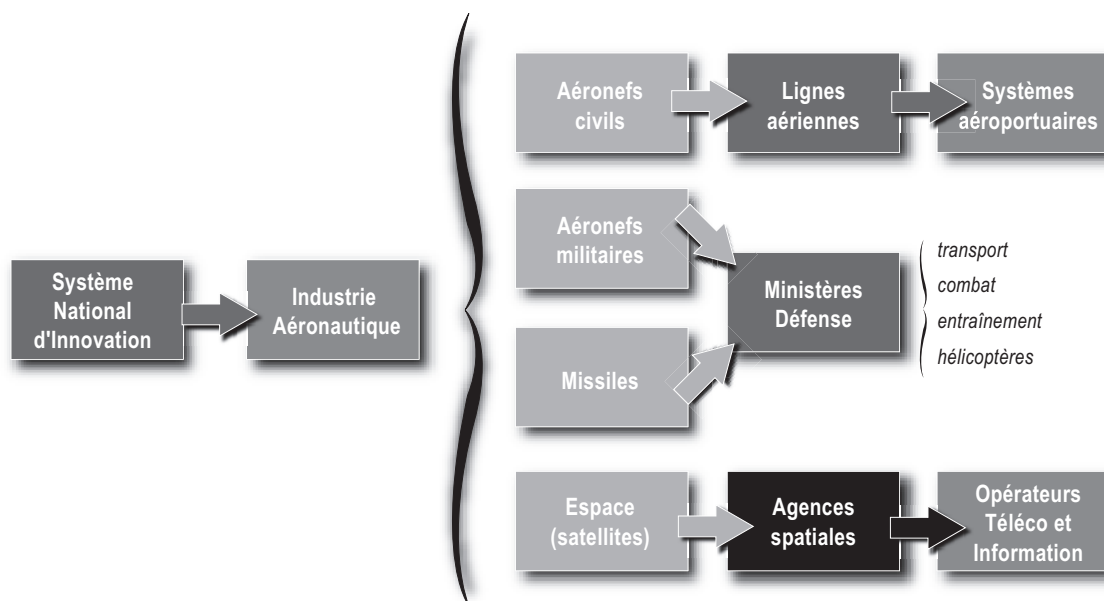 Système
National
d'Innovation
Industrie
Aéronautique
Aéronefs
civils
Lignes
aériennes
Systèmes
aéroportuaires
Aéronefs
militaires
Missiles
Ministères
Défense
transport
combat
entraînement
hélicoptères
Espace
(satellites)
Agences
spatiales
Opérateurs
Téléco et
Information